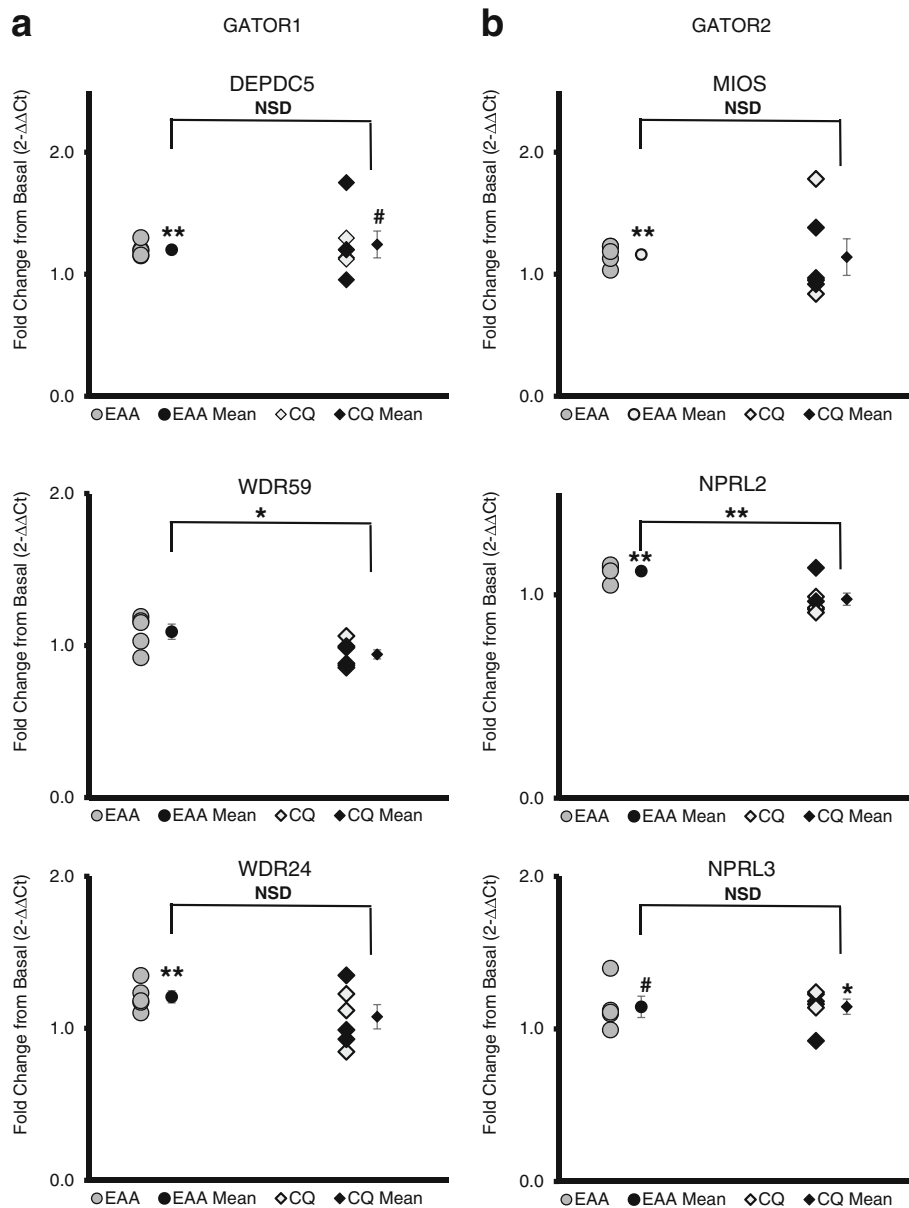 a
GATOR1
DEPDC5
NSD
Fold Change from Basal (2-ΔΔCt)
2.0
**
#
1.0
0.0
EAA EAA Mean CQ CQ Mean
WDR59
*
Fold Change from Basal (2-ΔΔCt)
2.0
1.0
0.0
EAA EAA Mean CQ CQ Mean
WDR24
NSD
Fold Change from Basal (2-ΔΔCt)
2.0
**
1.0
0.0
EAA EAA Mean CQ CQ Mean
b
GATOR2
MIOS
NSD
Fold Change from Basal (2-ΔΔCt)
2.0
**
1.0
0.0
EAA EAA Mean CQ CQ Mean
NPRL2
**
Fold Change from Basal (2-ΔΔCt)
**
1.0
0.0
EAA EAA Mean CQ CQ Mean
NPRL3
NSD
Fold Change from Basal (2-ΔΔCt)
2.0
#
*
1.0
0.0
EAA EAA Mean CQ CQ Mean